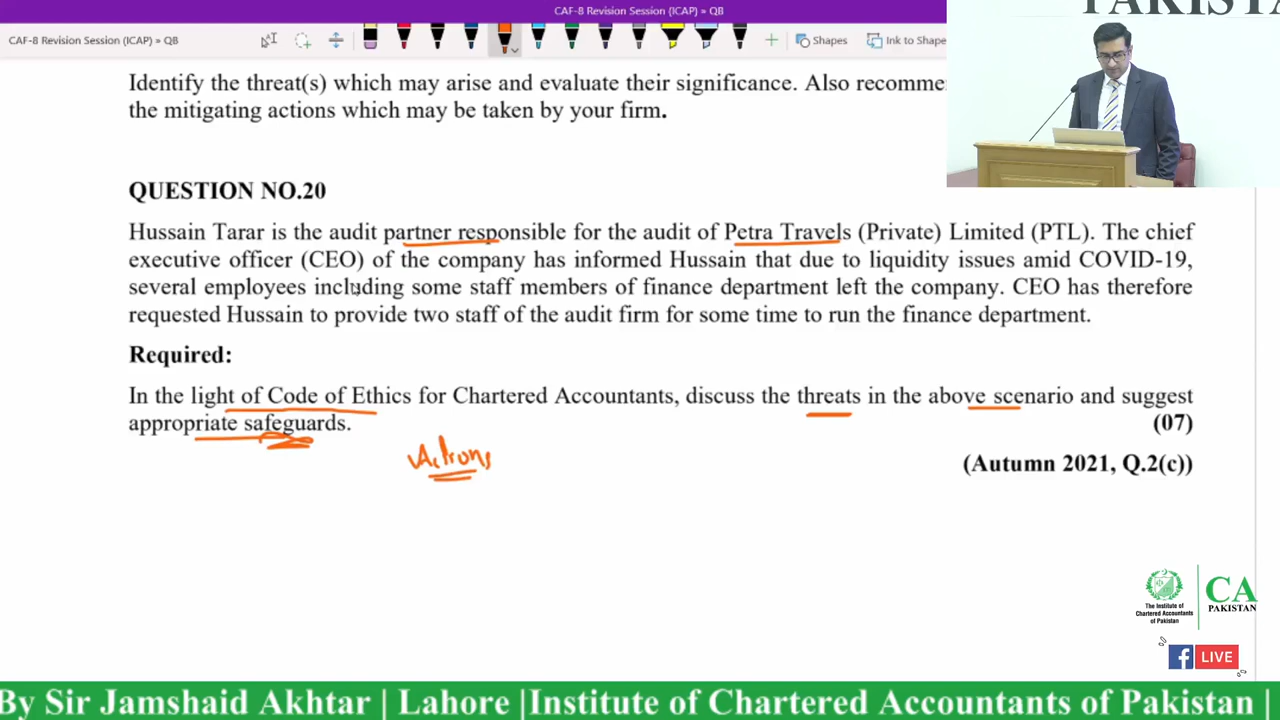 CAF-8 Revision Session (ICAP) » QB
PAKISTA
CAF-8 Revision Session (ICAP) » QB
Shapes
Ink to Shape
Identify the threat(s) which may arise and evaluate their significance. Also recomme
the mitigating actions which may be taken by your firm.
QUESTION NO.20
Hussain Tarar is the audit partner responsible for the audit of Petra Travels (Private) Limited (PTL). The chief
executive officer (CEO) of the company has informed Hussain that due to liquidity issues amid COVID-19,
several employees including some staff members of finance department left the company. CEO has therefore
requested Hussain to provide two staff of the audit firm for some time to run the finance department.
Required:
In the light of Code of Ethics for Chartered Accountants, discuss the threats in the above scenario and suggest
appropriate safeguards.
(07)
Actions
(Autumn 2021, Q.2(c))
The Institute of
Chartered Accountants
of Pakistan
CA
PAKISTAN
f LIVE
By Sir Jamshaid Akhtar | Lahore |Institute of Chartered Accountants of Pakistan |